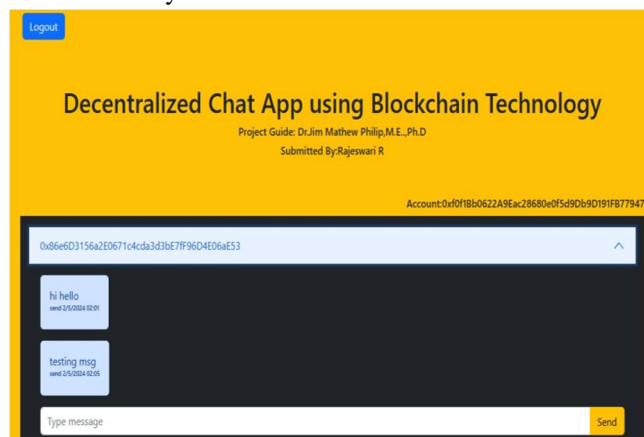 Logout
Decentralized Chat App using Blockchain Technology
Project Guide: Dr.Jim Mathew Philip,M.E.,Ph.D
Submitted By:Rajeswari R
Account:0xf0f1Bb0622A9Eac28680e0f5d9Db9D191FB77947
0x86e6D3156a2E0671c4cda3d3bE7fF96D4E06aE53
hi hello
send 2/5/2024 02:01
testing msg
send 2/5/2024 02:05
Type message
Send